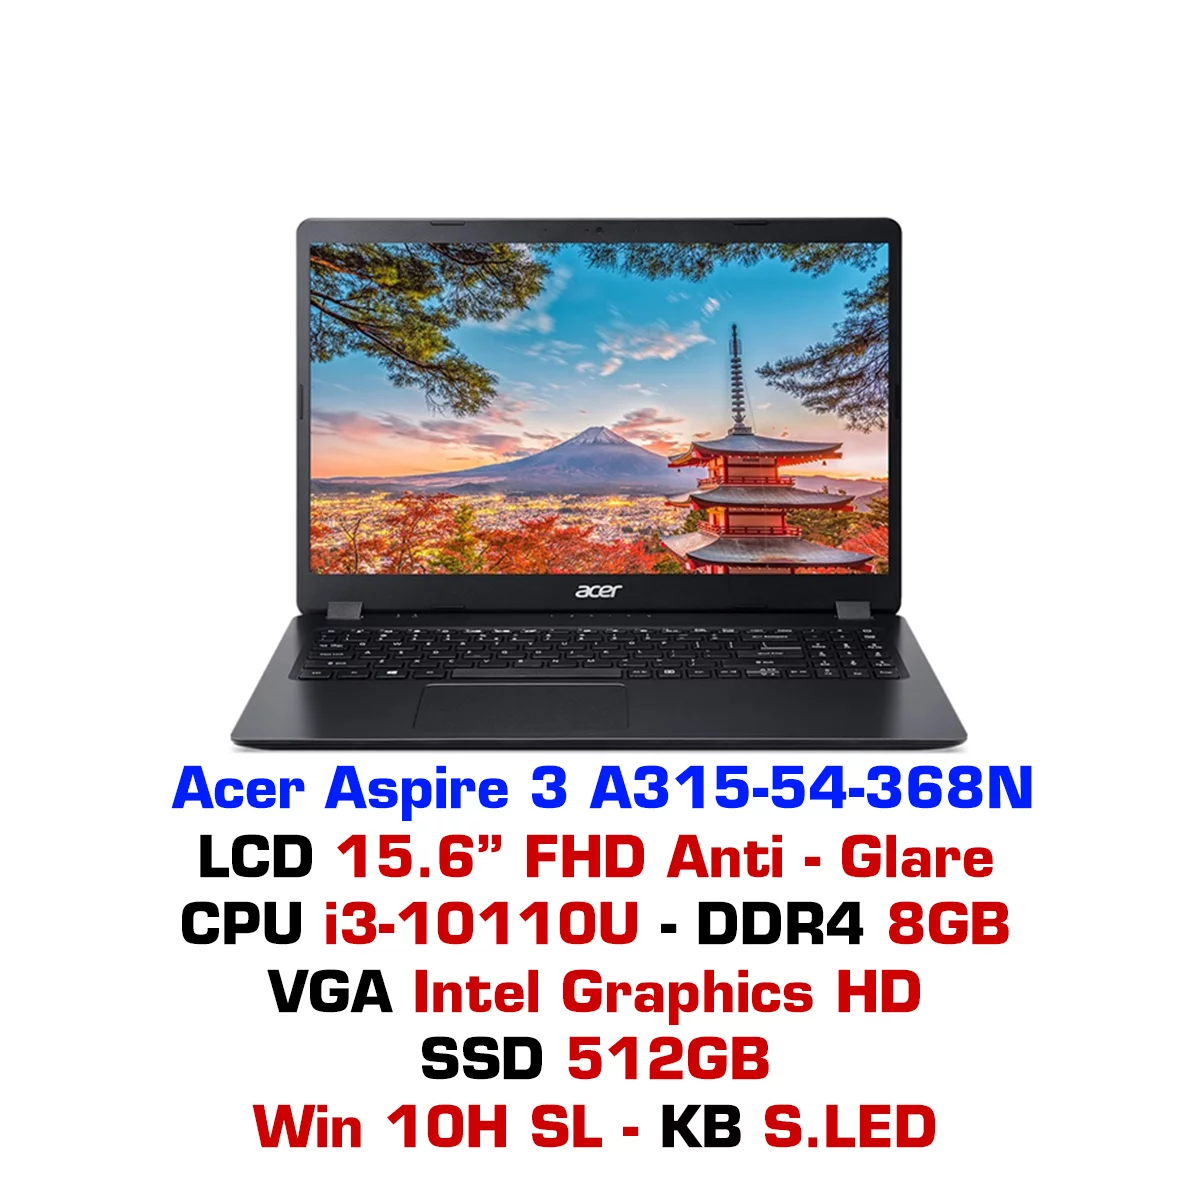 acer
Acer Aspire 3 A315-54-368N
LCD 15.6” FHD Anti - Glare
CPU i3-10110U - DDR4 8GB
VGA Intel Graphics HD
SSD 512GB
Win 10H SL - KB S.LED